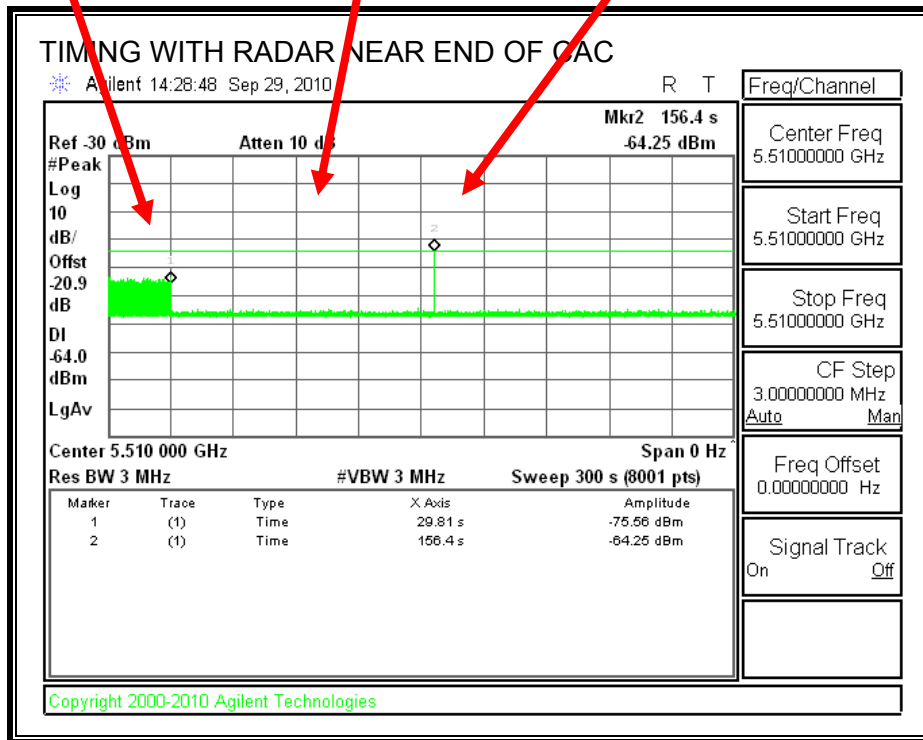 TIMING WITH RADAR NEAR END OF CAC
Agilent 14:28:48 Sep 29, 2010 R T
Mkr2 156.4 s
Ref -30 dBm Atten 10 dB -64.25 dBm
#Peak
Log
10
dB/
Offst
-20.9
dB
DI
-64.0
dBm
LgAv
1
2
Center 5.510 000 GHz Span 0 Hz
Res BW 3 MHz #VBW 3 MHz Sweep 300 s (8001 pts)
Marker Trace Type X Axis Amplitude
1 (1) Time 29.81 s -75.56 dBm
2 (1) Time 156.4 s -64.25 dBm
Freq/Channel
Center Freq
5.51000000 GHz
Start Freq
5.51000000 GHz
Stop Freq
5.51000000 GHz
CF Step
3.00000000 MHz
Auto Man
Freq Offset
0.00000000 Hz
Signal Track
On Off
Copyright 2000-2010 Agilent Technologies